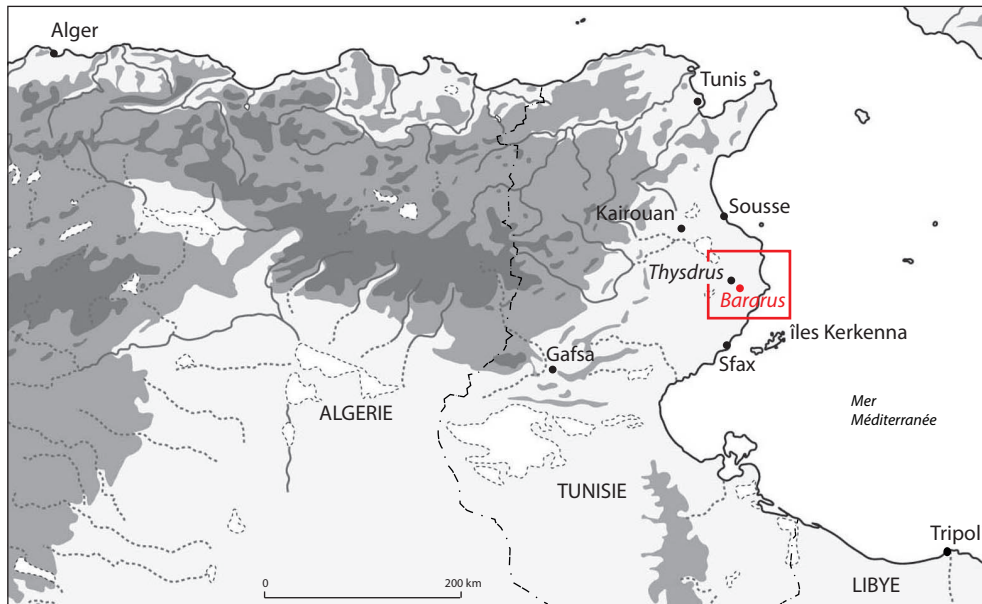 Alger
Tunis
Sousse
Kairouan
Thysdrus
Bararus
îles Kerkenna
Sfax
Gafsa
ALGERIE
Mer
Méditerranée
TUNISIE
Tripol
0
200 km
LIBYE